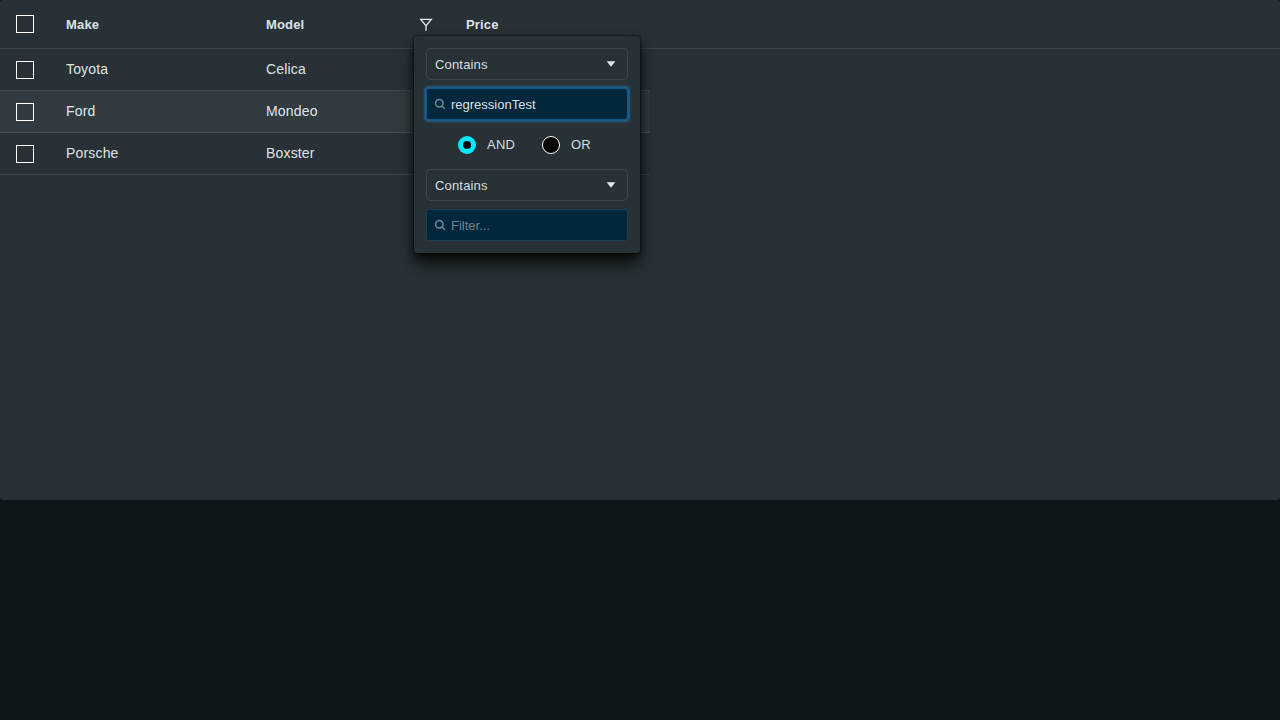 Make Model Price
Toyota Celica
Ford Mondeo
Porsche Boxster
Contains
regressionTest
AND OR
Contains
Filter...